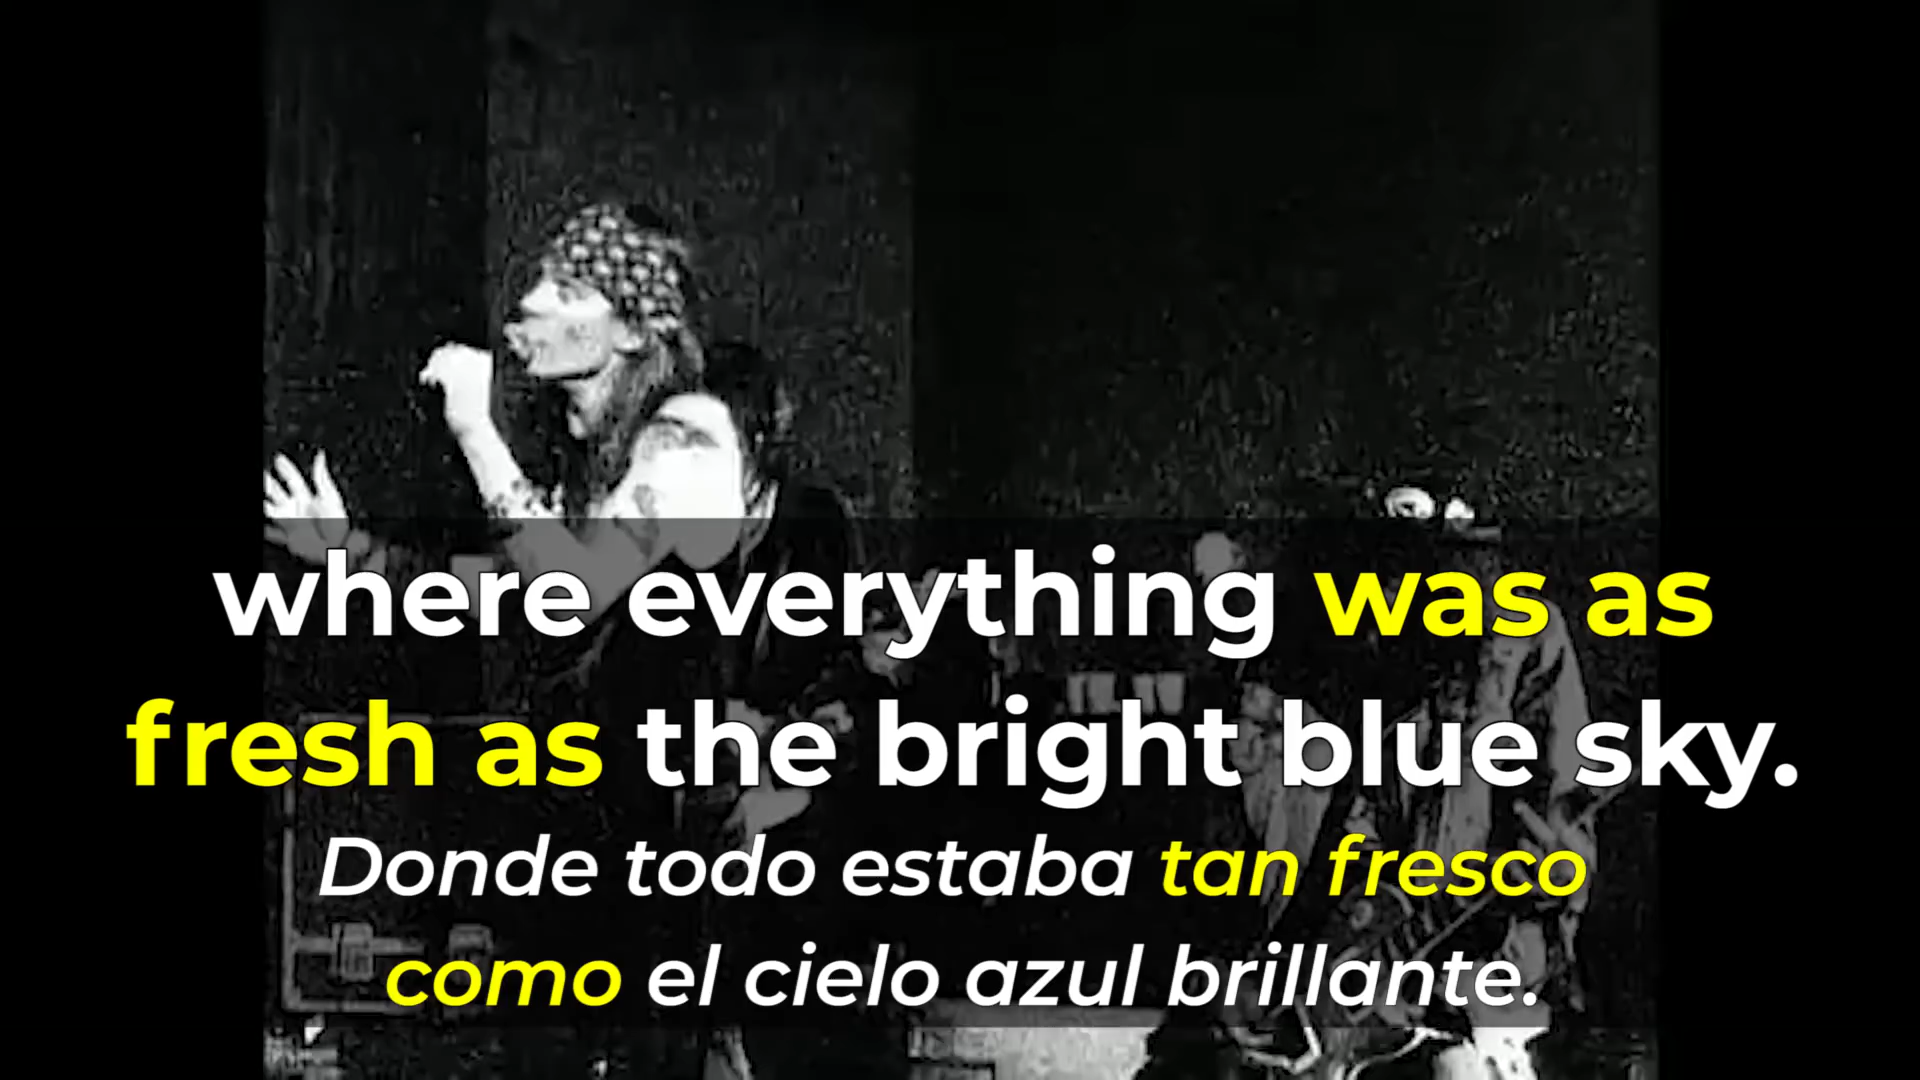 where everything was as
fresh as the bright blue sky.
Donde todo estaba tan fresco
como el cielo azul brillante.